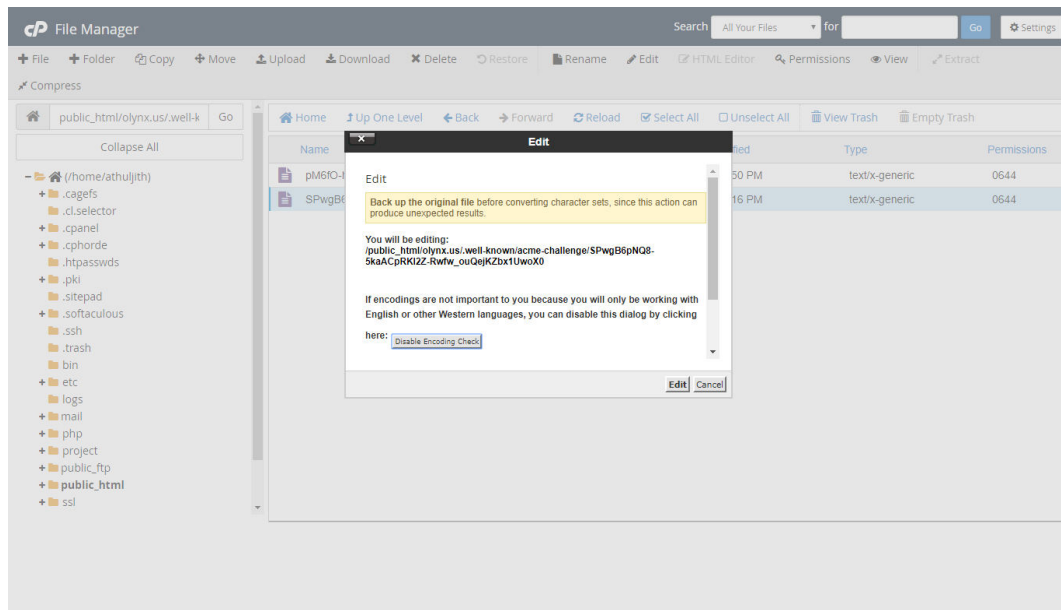 cP File Manager
Search All Your Files for Go Settings
File Folder Copy Move Upload Download Delete Restore Rename Edit HTML Editor Permissions View Extract
Compress
public_html/olynx.us/.well-k Go
Home Up One Level Back Forward Reload Select All Unselect All View Trash Empty Trash
Collapse All
Name Type Permissions
50 PM text/x-generic 0644
16 PM text/x-generic 0644
(/home/athuljith)
.cagefs
.cl.selector
.cpanel
.cphorde
.htpasswds
.pki
.sitepad
.softaculous
.ssh
.trash
bin
etc
logs
mail
php
project
public_ftp
public_html
ssl
Edit
Edit
Back up the original file before converting character sets, since this action can
produce unexpected results.
You will be editing:
/public_html/olynx.us/.well-known/acme-challenge/SPwgB6pNQ8-
5kaACpRKI2Z-Rwfw_ouQejKZbx1UwoX0
If encodings are not important to you because you will only be working with
English or other Western languages, you can disable this dialog by clicking
here: Disable Encoding Check
Edit Cancel